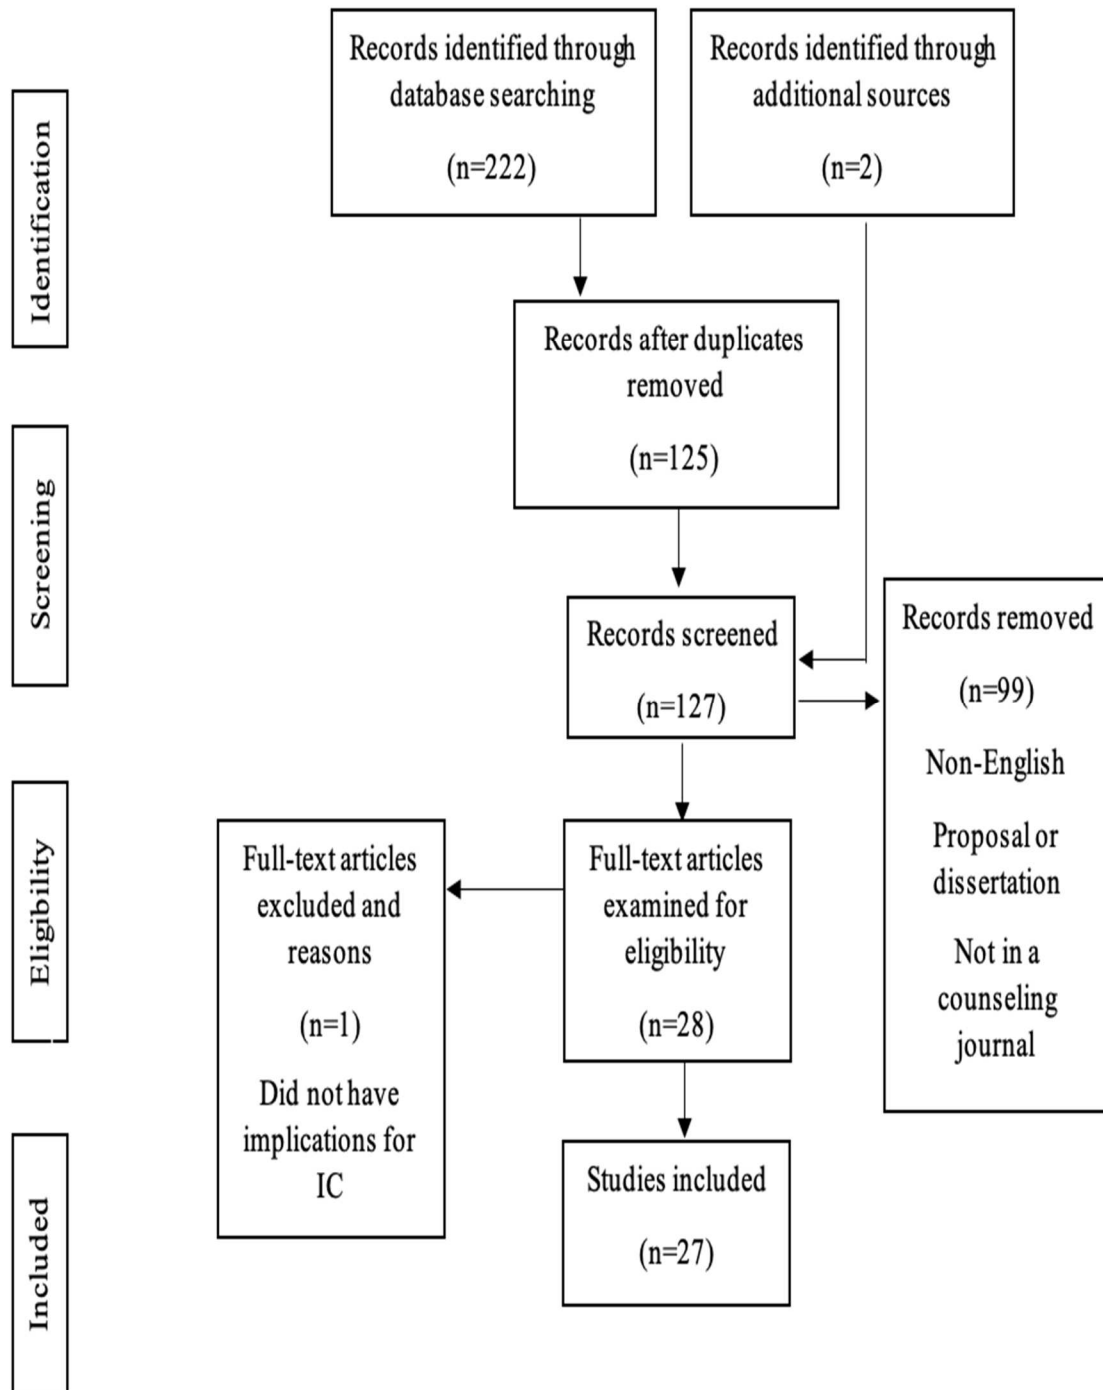 Records identified through
database searching
(n=222)
Records identified through
additional sources
(n=2)
Identification
Records after duplicates
removed
(n=125)
Screening
Records screened
(n=127)
Records removed
(n=99)
Non-English
Proposal or
dissertation
Not in a
counseling
journal
Eligibility
Full-text articles
excluded and
reasons
(n=1)
Did not have
implications for
IC
Full-text articles
examined for
eligibility
(n=28)
Included
Studies included
(n=27)